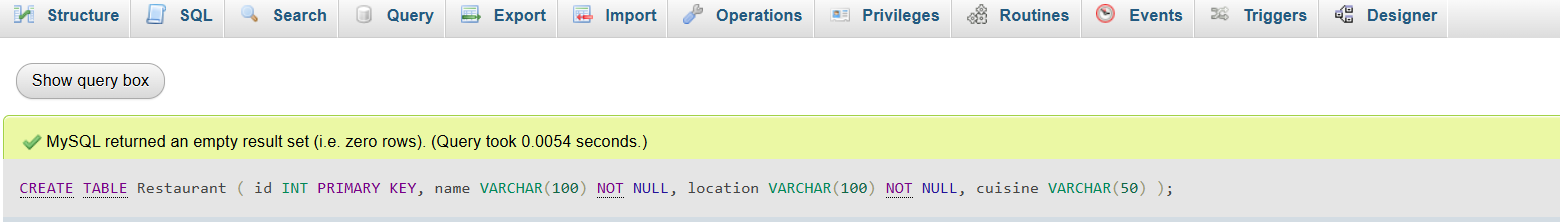 Structure SQL Search Query Export Import Operations Privileges Routines Events Triggers Designer
Show query box
MySQL returned an empty result set (i.e. zero rows). (Query took 0.0054 seconds.)
CREATE TABLE Restaurant ( id INT PRIMARY KEY, name VARCHAR(100) NOT NULL, location VARCHAR(100) NOT NULL, cuisine VARCHAR(50) );